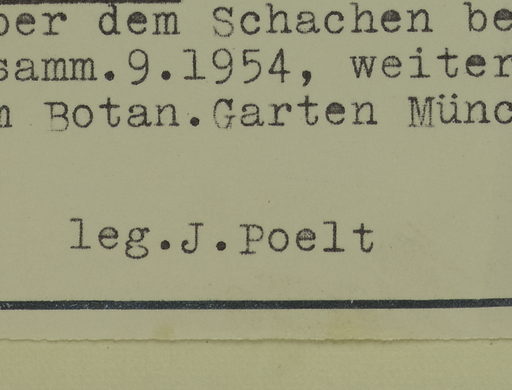 ber dem Schachen be
samm.9.1954, weiter
n Botan.Garten Münc
leg.J.Poelt